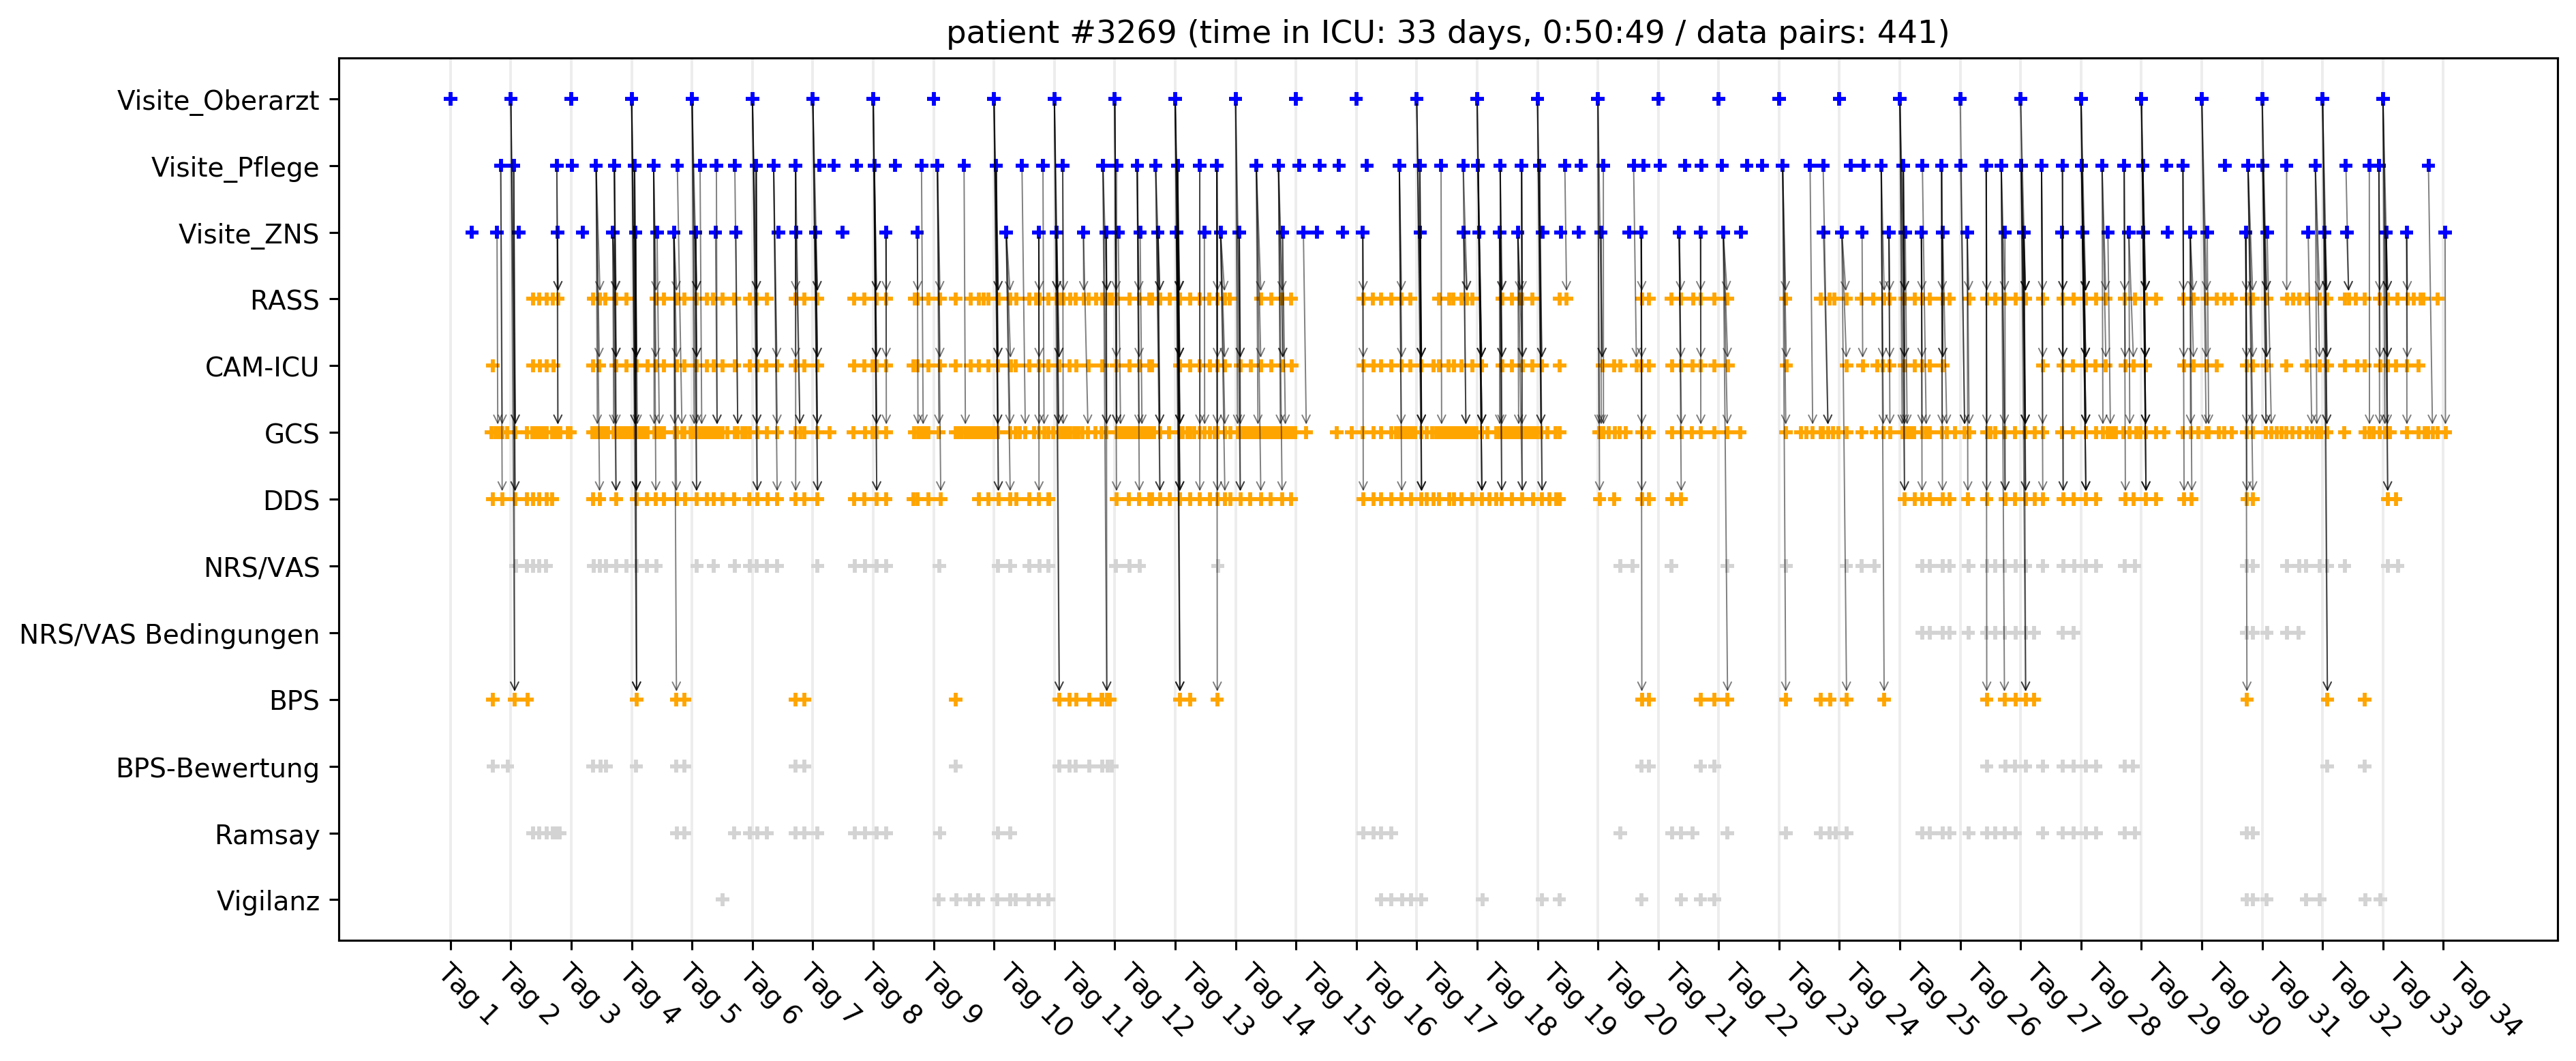 patient #3269 (time in ICU: 33 days, 0:50:49 / data pairs: 441)
Visite_Oberarzt
Visite_Pflege
Visite_ZNS
RASS
CAM-ICU
GCS
DDS
NRS/VAS
NRS/VAS Bedingungen
BPS
BPS-Bewertung
Ramsay
Vigilanz
Tag 1
Tag 2
Tag 3
Tag 4
Tag 5
Tag 6
Tag 7
Tag 8
Tag 9
Tag 10
Tag 11
Tag 12
Tag 13
Tag 14
Tag 15
Tag 16
Tag 17
Tag 18
Tag 19
Tag 20
Tag 21
Tag 22
Tag 23
Tag 24
Tag 25
Tag 26
Tag 27
Tag 28
Tag 29
Tag 30
Tag 31
Tag 32
Tag 33
Tag 34